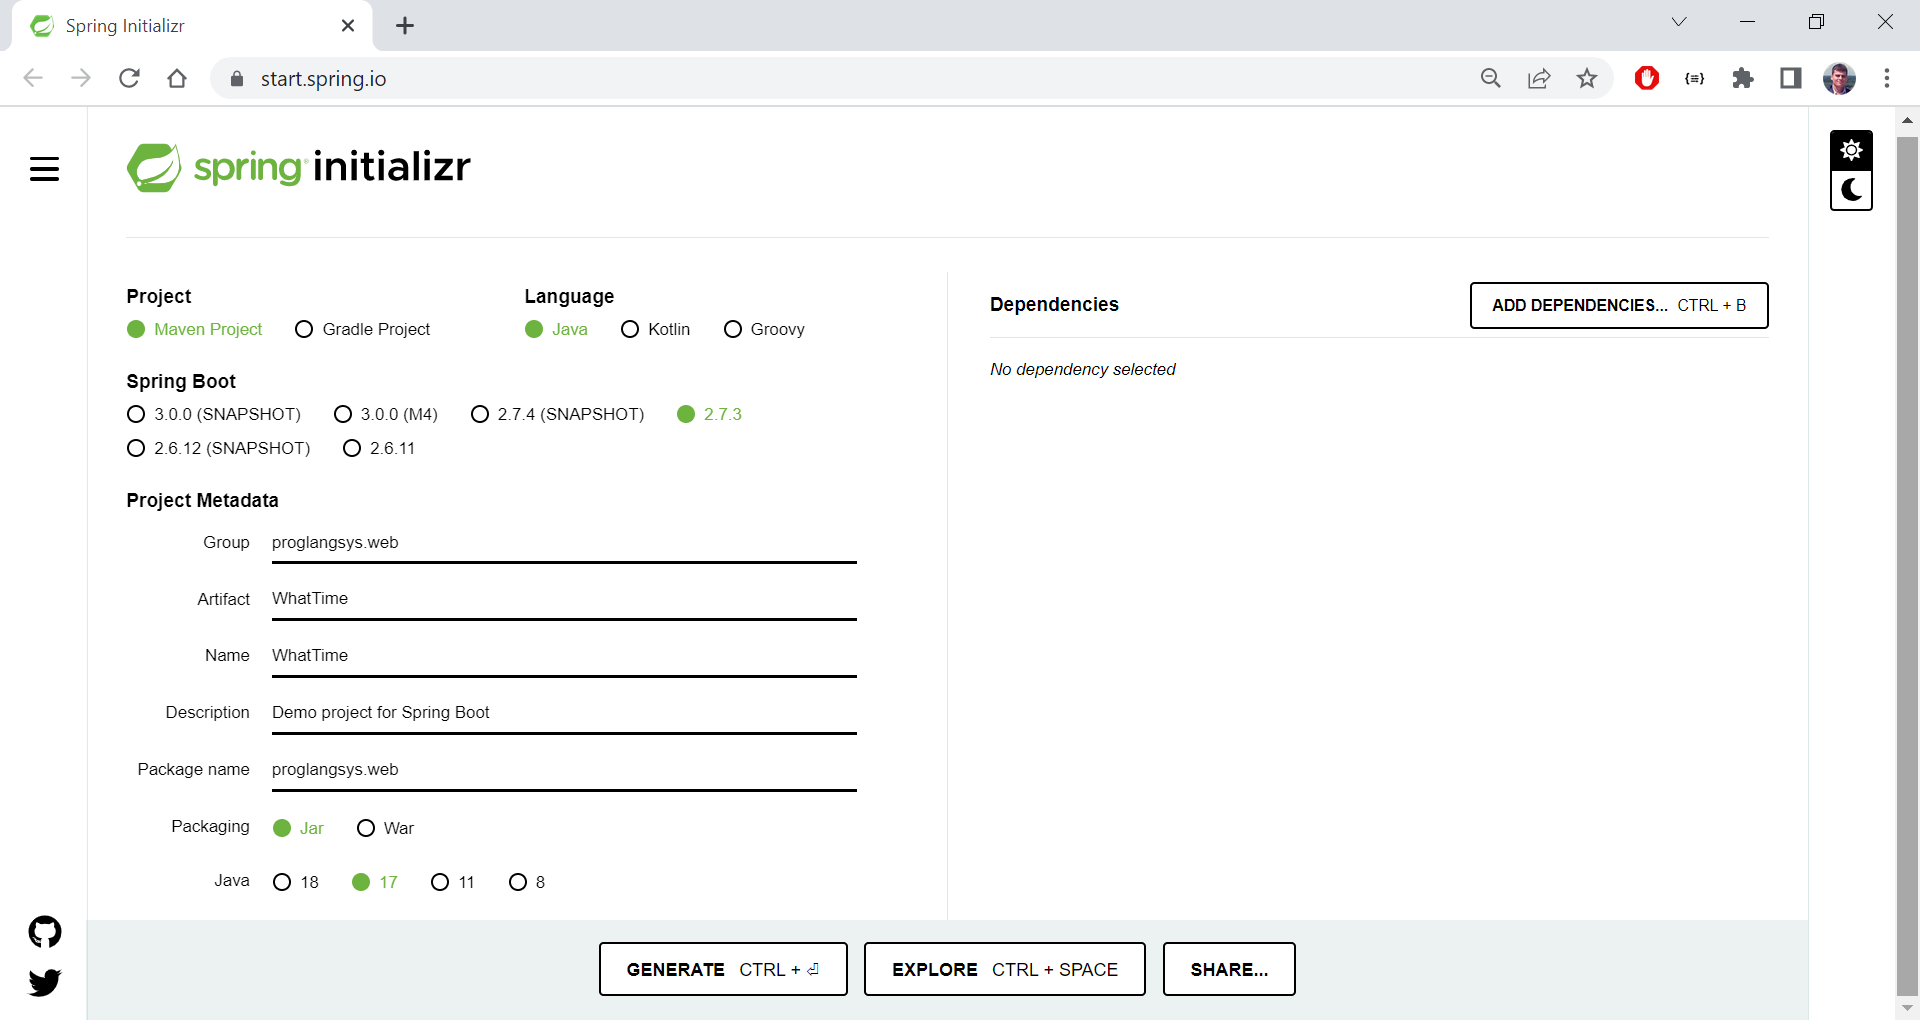 Spring Initializr
start.spring.io
spring initializr
Project
Maven Project Gradle Project
Language
Java Kotlin Groovy
Spring Boot
3.0.0 (SNAPSHOT) 3.0.0 (M4) 2.7.4 (SNAPSHOT) 2.7.3
2.6.12 (SNAPSHOT) 2.6.11
Project Metadata
Group proglangsys.web
Artifact WhatTime
Name WhatTime
Description Demo project for Spring Boot
Package name proglangsys.web
Packaging Jar War
Java 18 17 11 8
Dependencies
ADD DEPENDENCIES... CTRL + B
No dependency selected
GENERATE CTRL + ⏎
EXPLORE CTRL + SPACE
SHARE...